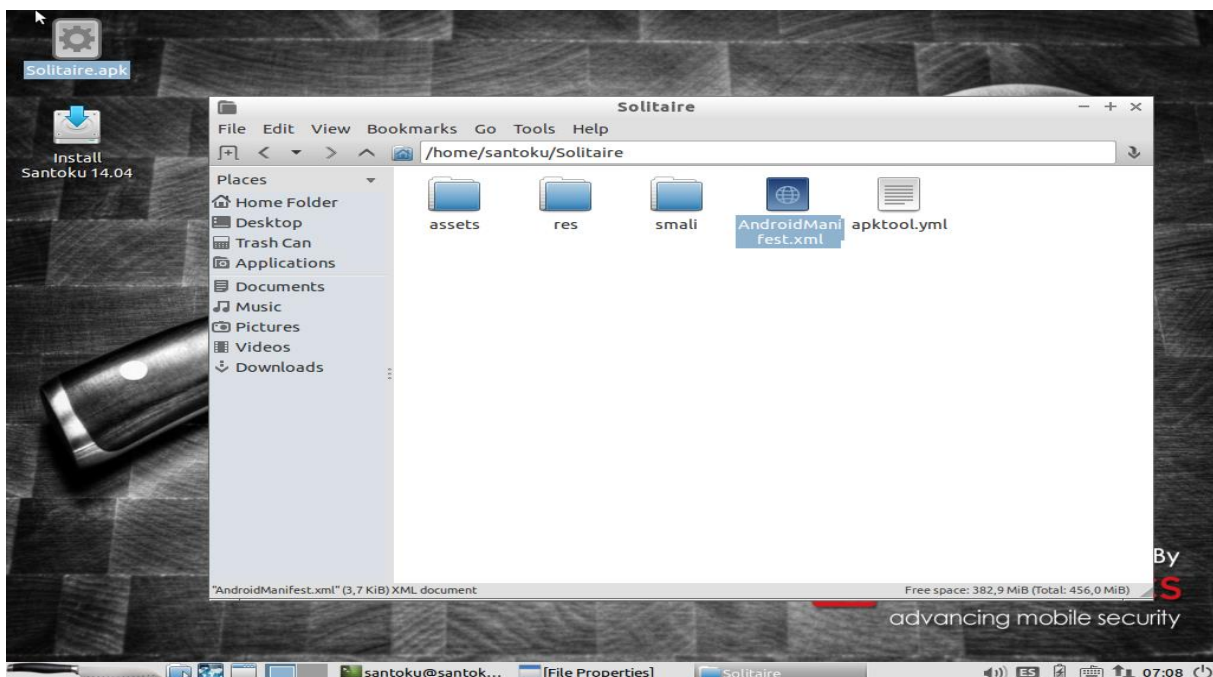 Solitaire.apk
Install
Santoku 14.04
Solitaire
File Edit View Bookmarks Go Tools Help
/home/santoku/Solitaire
Places
Home Folder
Desktop
Trash Can
Applications
Documents
Music
Pictures
Videos
Downloads
assets
res
smali
AndroidMani
fest.xml
apktool.yml
"AndroidManifest.xml" (3,7 KiB) XML document
Free space: 382,9 MiB (Total: 456,0 MiB)
By
S
advancing mobile security
santoku@santok...
[File Properties]
Solitaire
ES
07:08